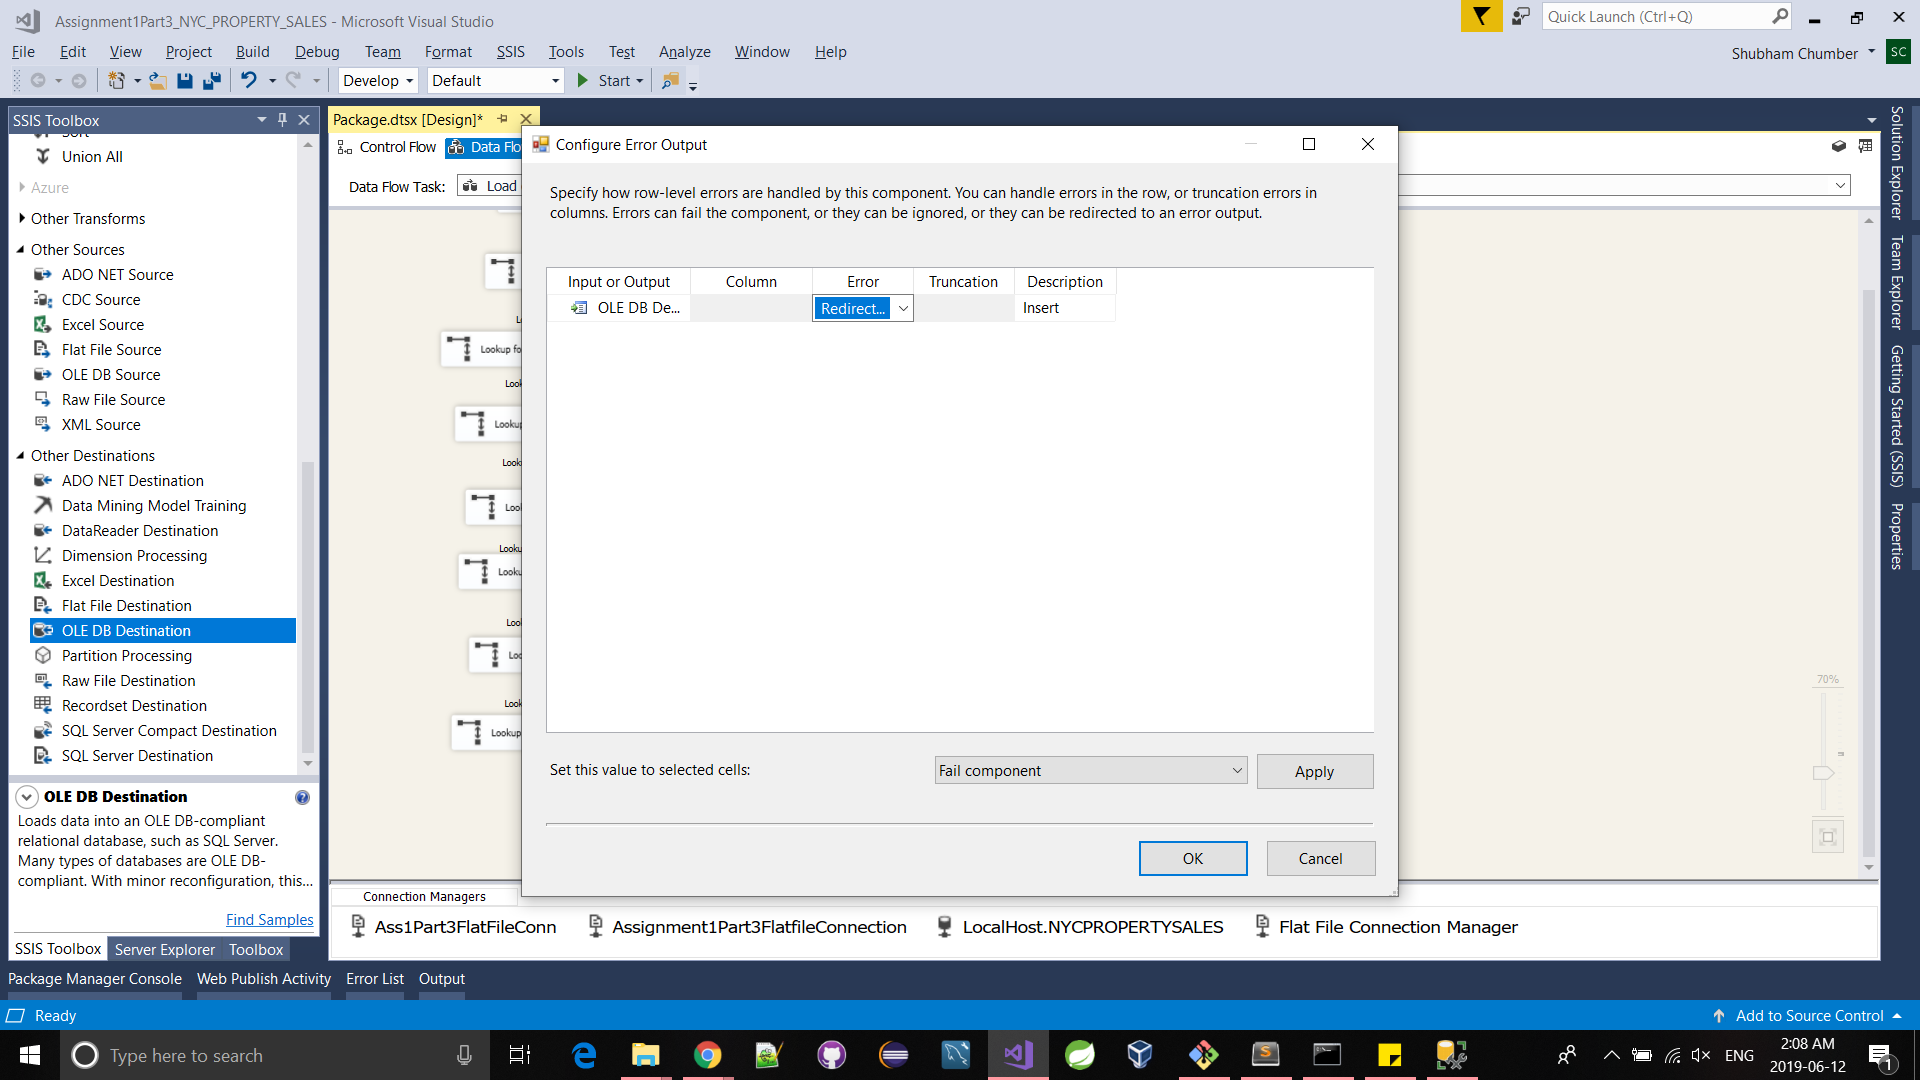 Assignment1Part3_NYC_PROPERTY_SALES - Microsoft Visual Studio
Quick Launch (Ctrl+Q)
File Edit View Project Build Debug Team Format SSIS Tools Test Analyze Window Help
Shubham Chumber SC
Develop Default Start
SSIS Toolbox
Sort
Union All
Azure
Other Transforms
Other Sources
ADO NET Source
CDC Source
Excel Source
Flat File Source
OLE DB Source
Raw File Source
XML Source
Other Destinations
ADO NET Destination
Data Mining Model Training
DataReader Destination
Dimension Processing
Excel Destination
Flat File Destination
OLE DB Destination
Partition Processing
Raw File Destination
Recordset Destination
SQL Server Compact Destination
SQL Server Destination
OLE DB Destination
Loads data into an OLE DB-compliant
relational database, such as SQL Server.
Many types of databases are OLE DB-
compliant. With minor reconfiguration, this...
Find Samples
SSIS Toolbox Server Explorer Toolbox
Package.dtsx [Design]*
Control Flow Data Flo
Data Flow Task: Load
Lookup fo
Look
Looku
Look
Look
Looku
Looku
Look
Loo
Look
Lookup
70%
Configure Error Output
Specify how row-level errors are handled by this component. You can handle errors in the row, or truncation errors in
columns. Errors can fail the component, or they can be ignored, or they can be redirected to an error output.
Input or Output Column Error Truncation Description
OLE DB De... Redirect... Insert
Set this value to selected cells: Fail component Apply
OK Cancel
Connection Managers
Ass1Part3FlatFileConn Assignment1Part3FlatfileConnection LocalHost.NYCPROPERTYSALES Flat File Connection Manager
Solution Explorer
Team Explorer
Getting Started (SSIS)
Properties
Package Manager Console Web Publish Activity Error List Output
Ready
Add to Source Control
Type here to search
ENG
2:08 AM
2019-06-12
1